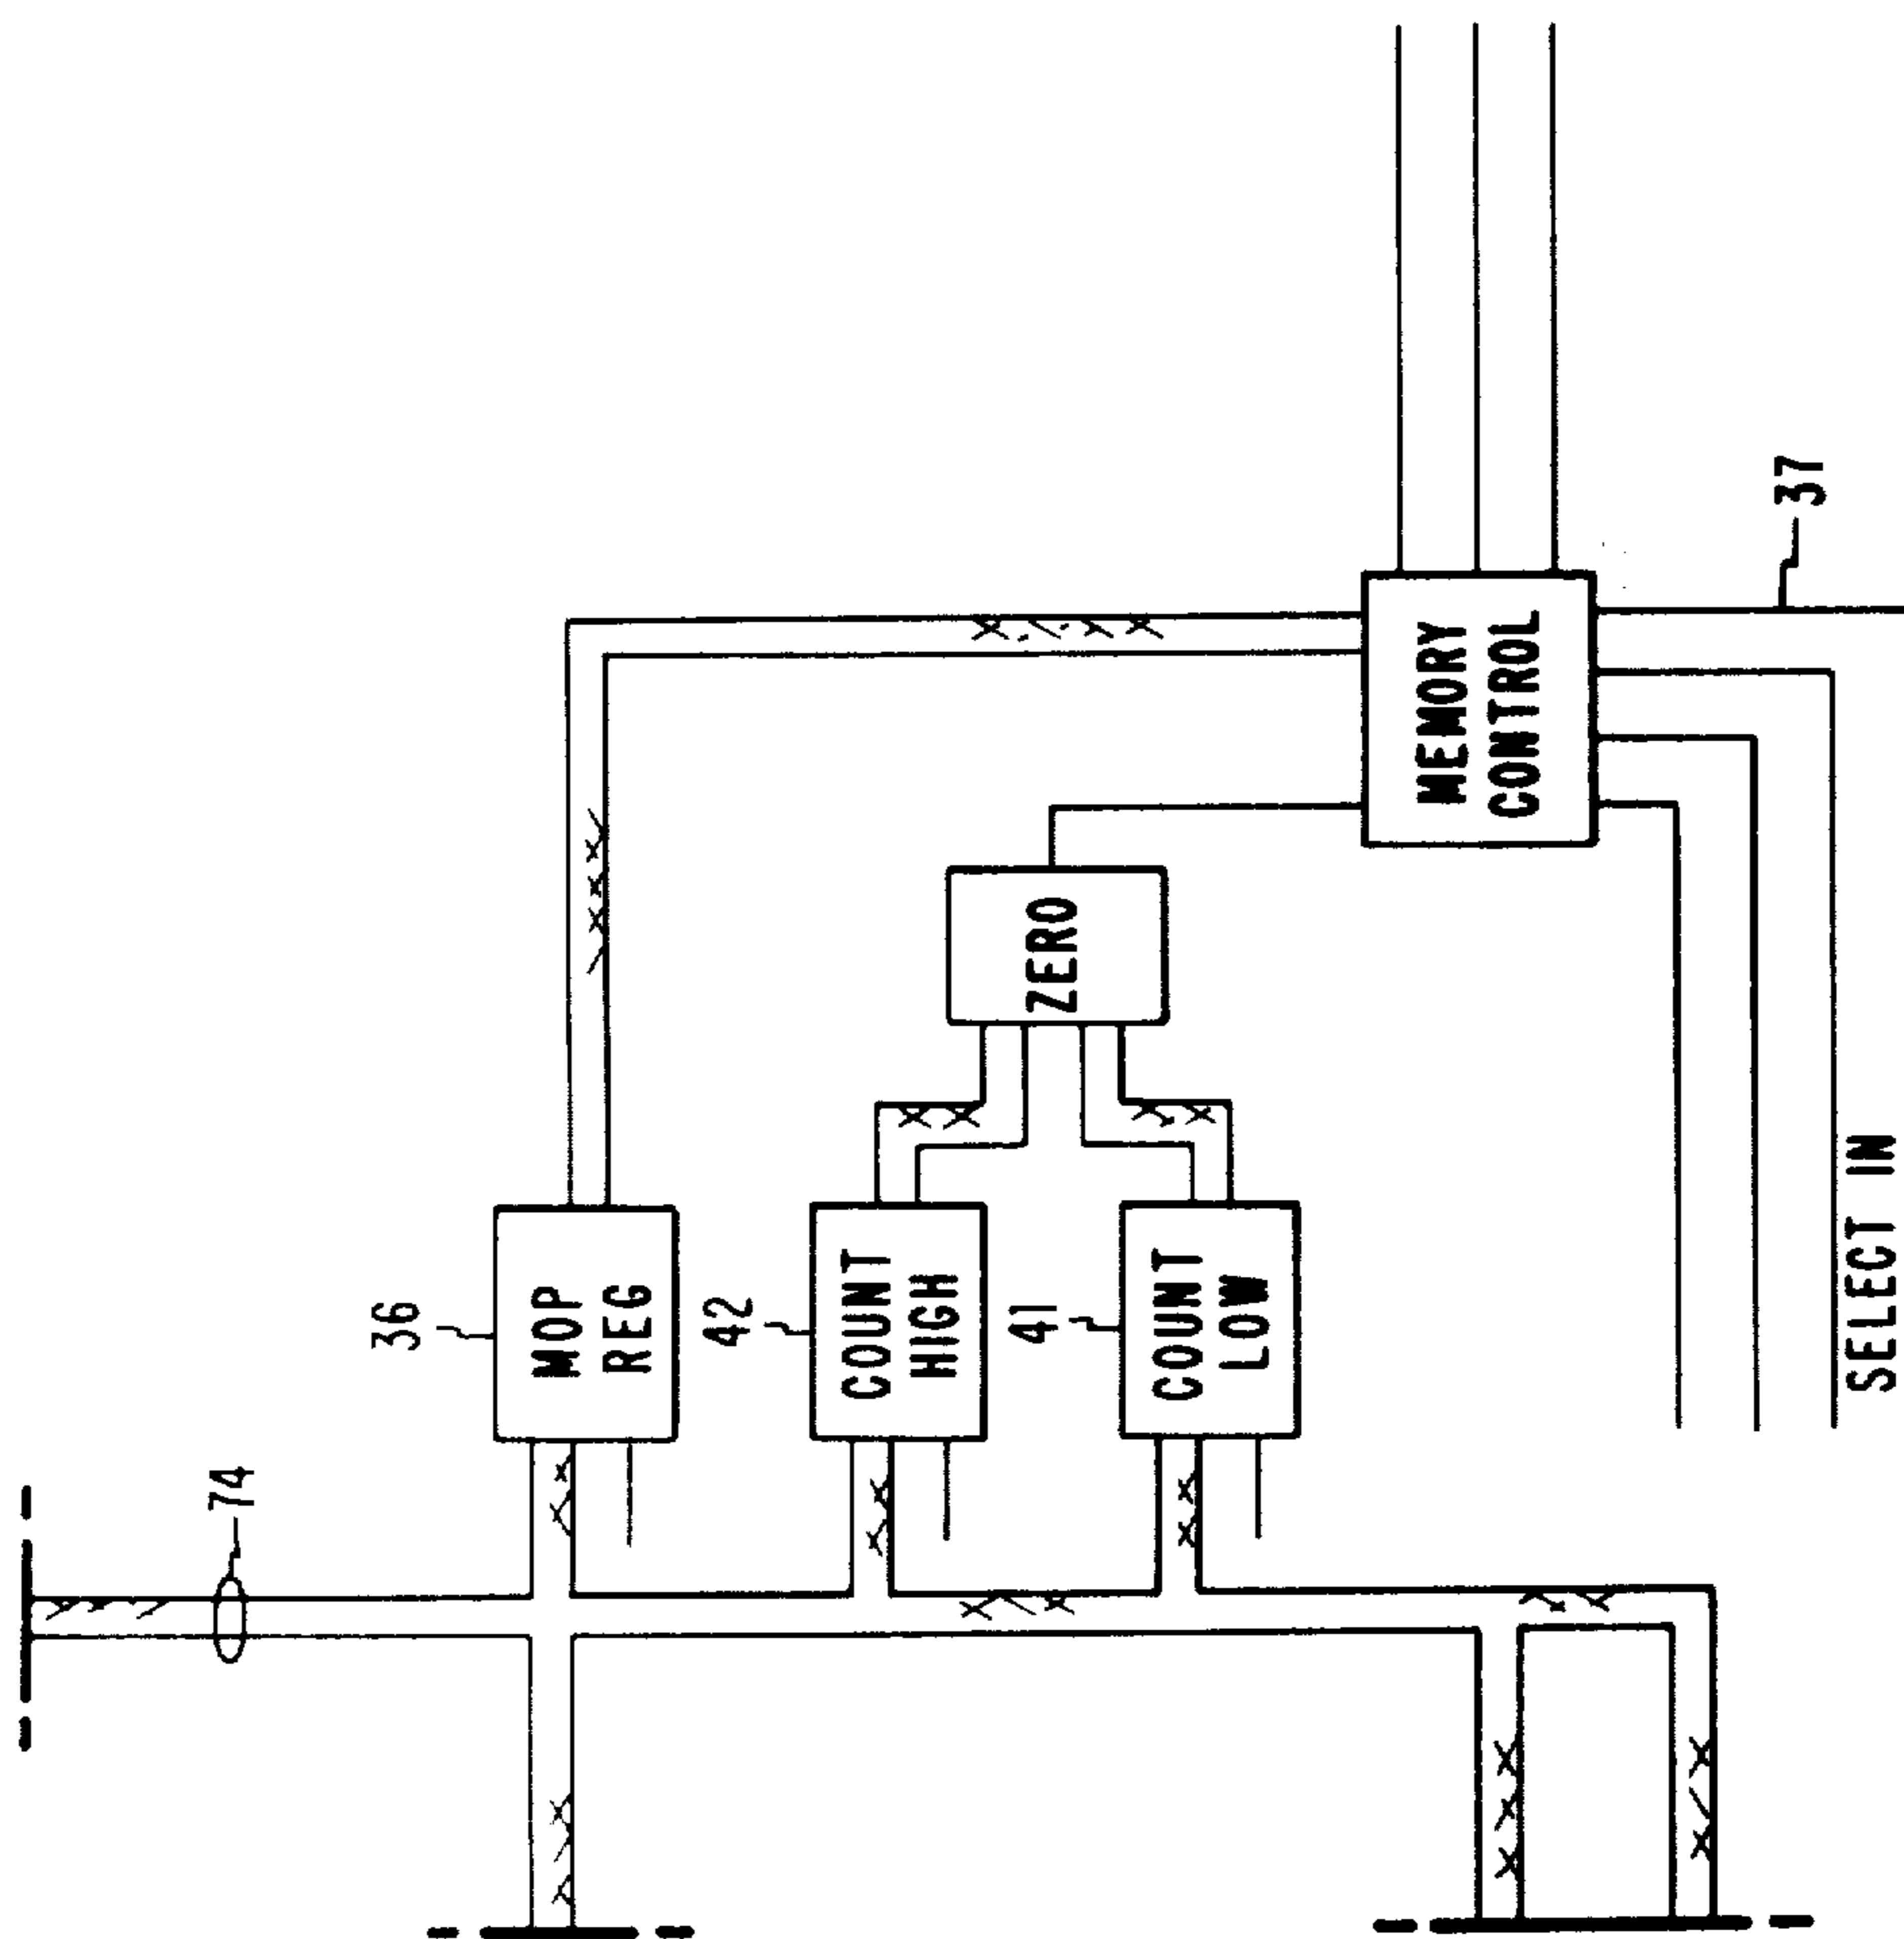 74
36
MOP
REG
42
COUNT
HIGH
41
COUNT
LOW
ZERO
MEMORY
CONTROL
37
SELECT IN